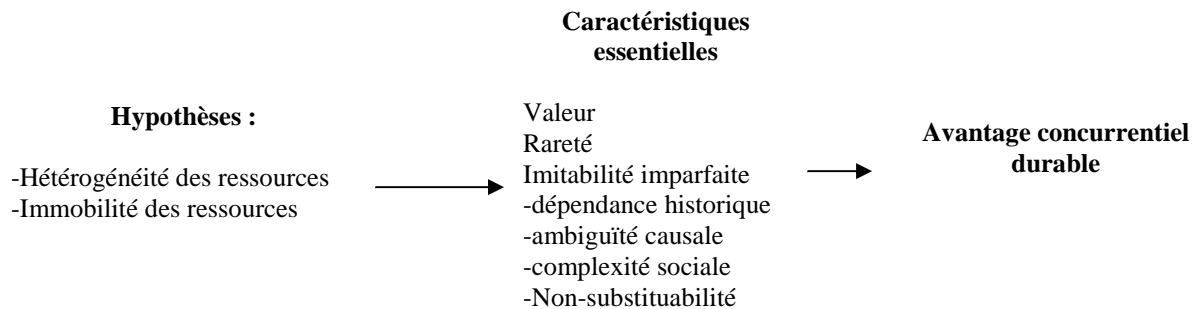 Hypothèses :
-Hétérogénéité des ressources
-Immobilité des ressources
Caractéristiques
essentielles
Valeur
Rareté
Imitabilité imparfaite
-dépendance historique
-ambiguïté causale
-complexité sociale
-Non-substituabilité
Avantage concurrentiel
durable